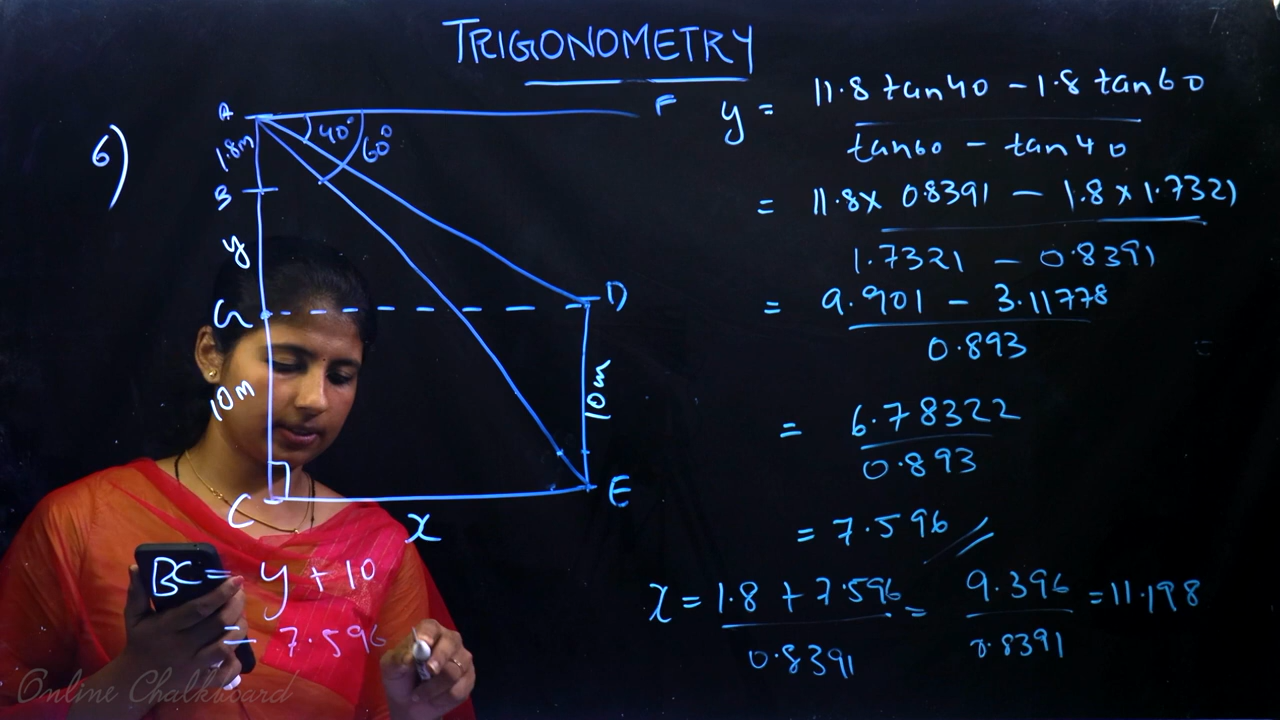 TRIGONOMETRY
6)
A
F
40°
60°
1.8m
B
y
G
D
10m
10m
C
E
x
BC = y + 10
= 7.596
y = 11.8 tan40 - 1.8 tan60
tan60 - tan40
= 11.8 x 0.8391 - 1.8 x 1.7321
1.7321 - 0.8391
= 9.901 - 3.11778
0.893
= 6.78322
0.893
= 7.596
x = 1.8 + 7.596 = 9.396 = 11.198
0.8391 0.8391
Online Chalkboard